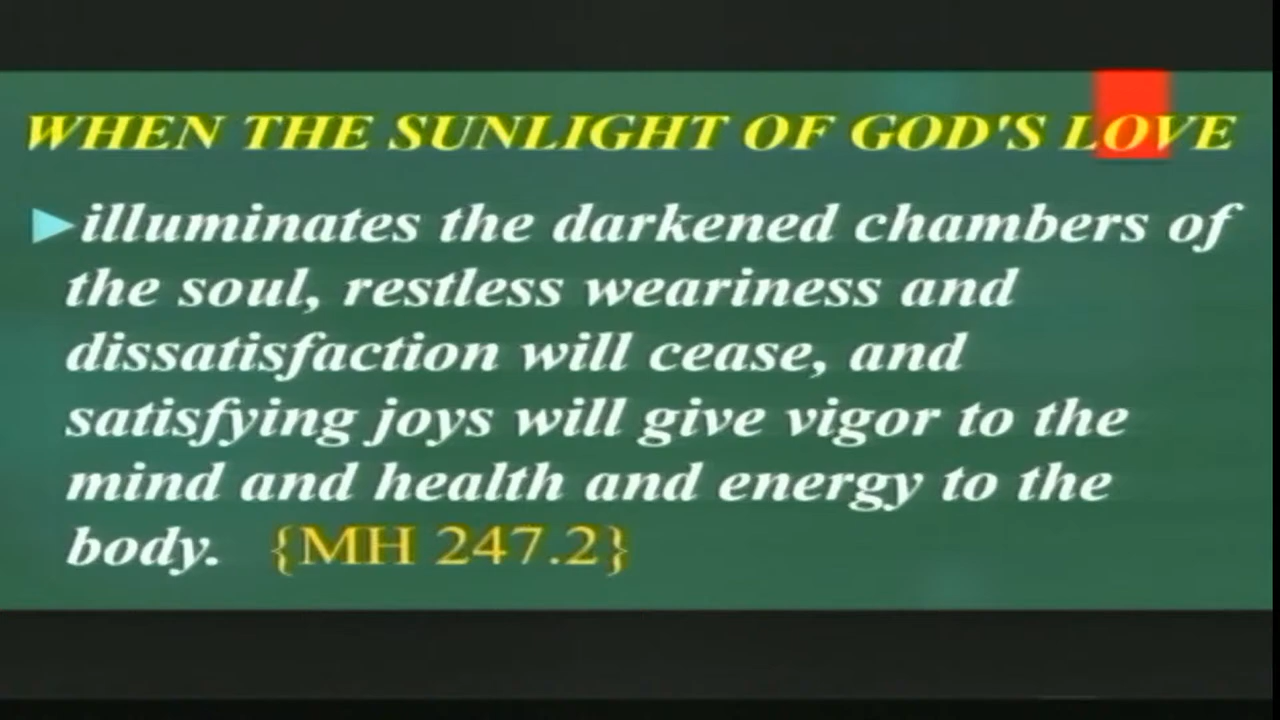 WHEN THE SUNLIGHT OF GOD'S LOVE
►illuminates the darkened chambers of
the soul, restless weariness and
dissatisfaction will cease, and
satisfying joys will give vigor to the
mind and health and energy to the
body. {MH 247.2}